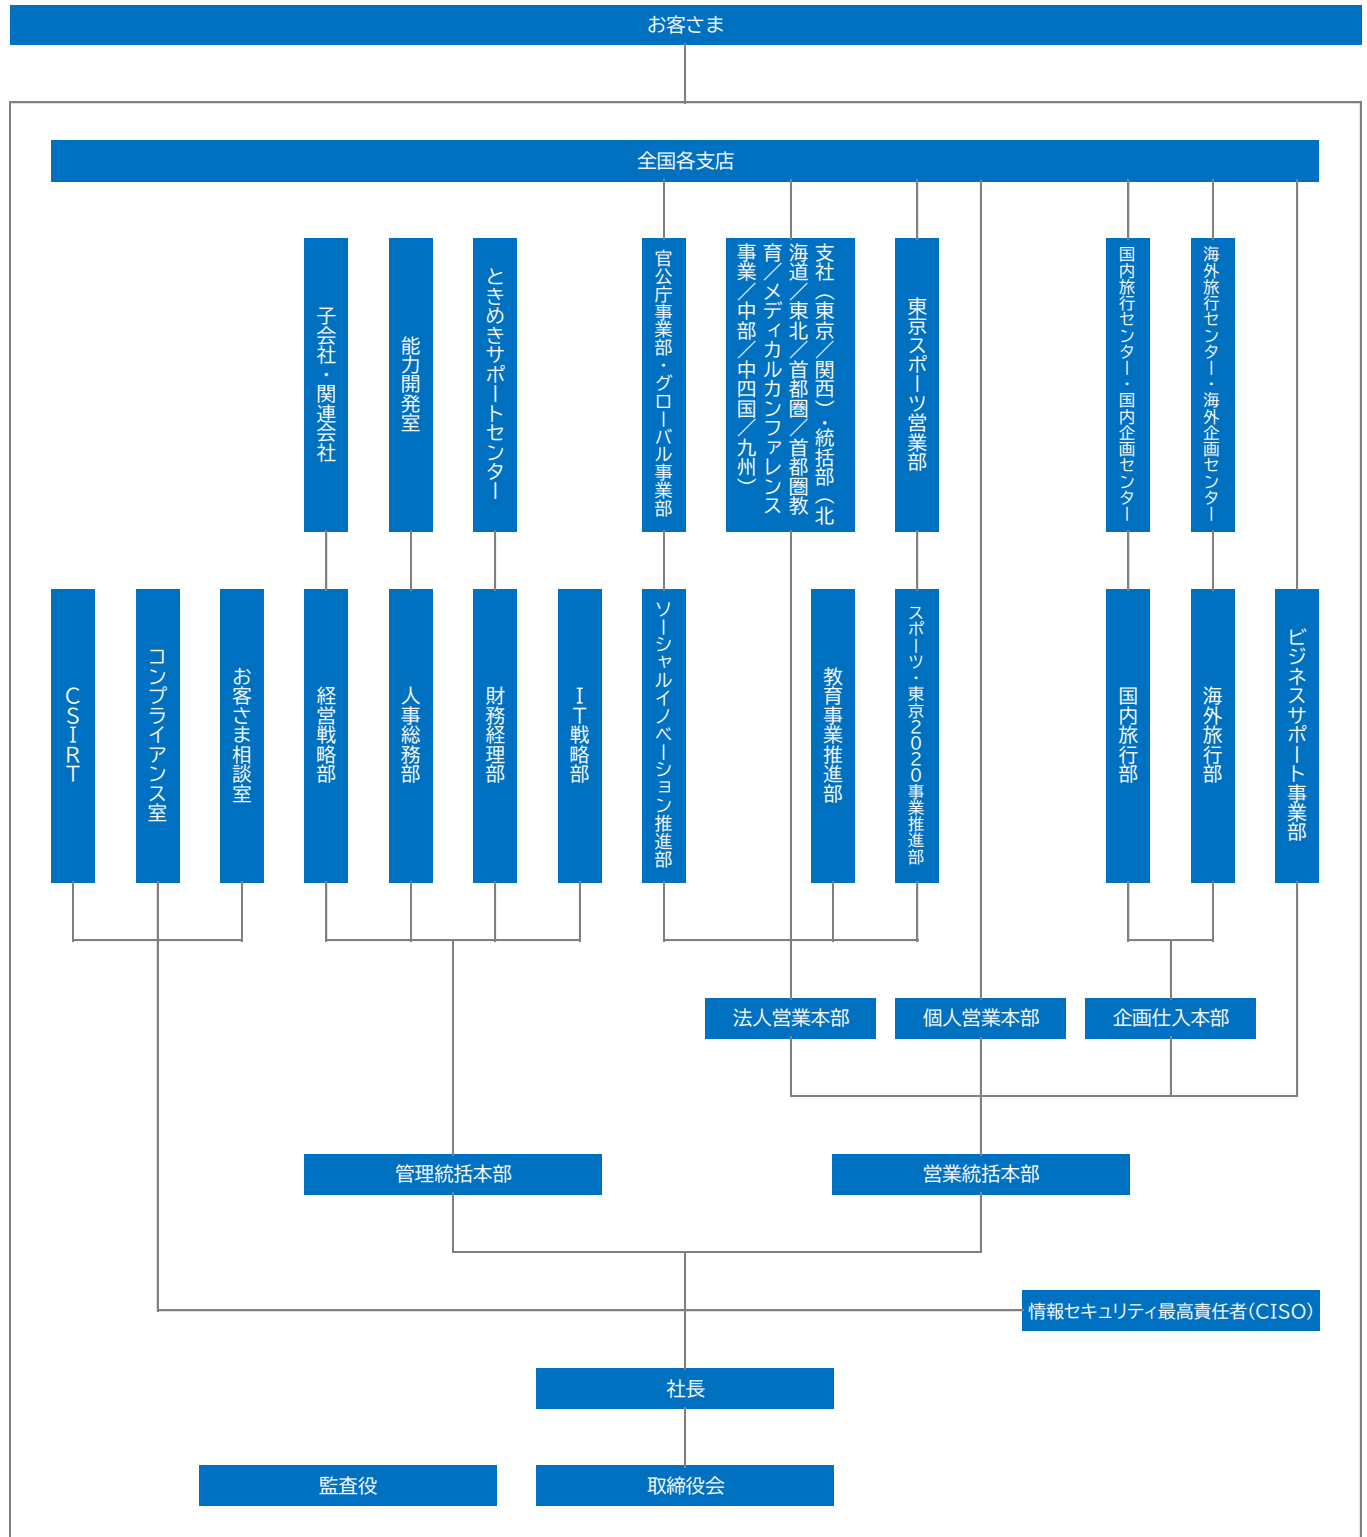 お客さま
全国各支店
子会社・関連会社
能力開発室
ときめきサポートセンター
官公庁事業部・グローバル事業部
支社（東京／関西）・統括部（北
海道／東北／首都圏／首都圏教
育／メディカルカンファレンス
事業／中部／中四国／九州）
東京スポーツ営業部
国内旅行センター・国内企画センター
海外旅行センター・海外企画センター
CSIRT
コンプライアンス室
お客さま相談室
経営戦略部
人事総務部
財務経理部
IT戦略部
ソーシャルイノベーション推進部
教育事業推進部
スポーツ・東京2020事業推進部
国内旅行部
海外旅行部
ビジネスサポート事業部
法人営業本部
個人営業本部
企画仕入本部
管理統括本部
営業統括本部
情報セキュリティ最高責任者(CISO)
社長
監査役
取締役会